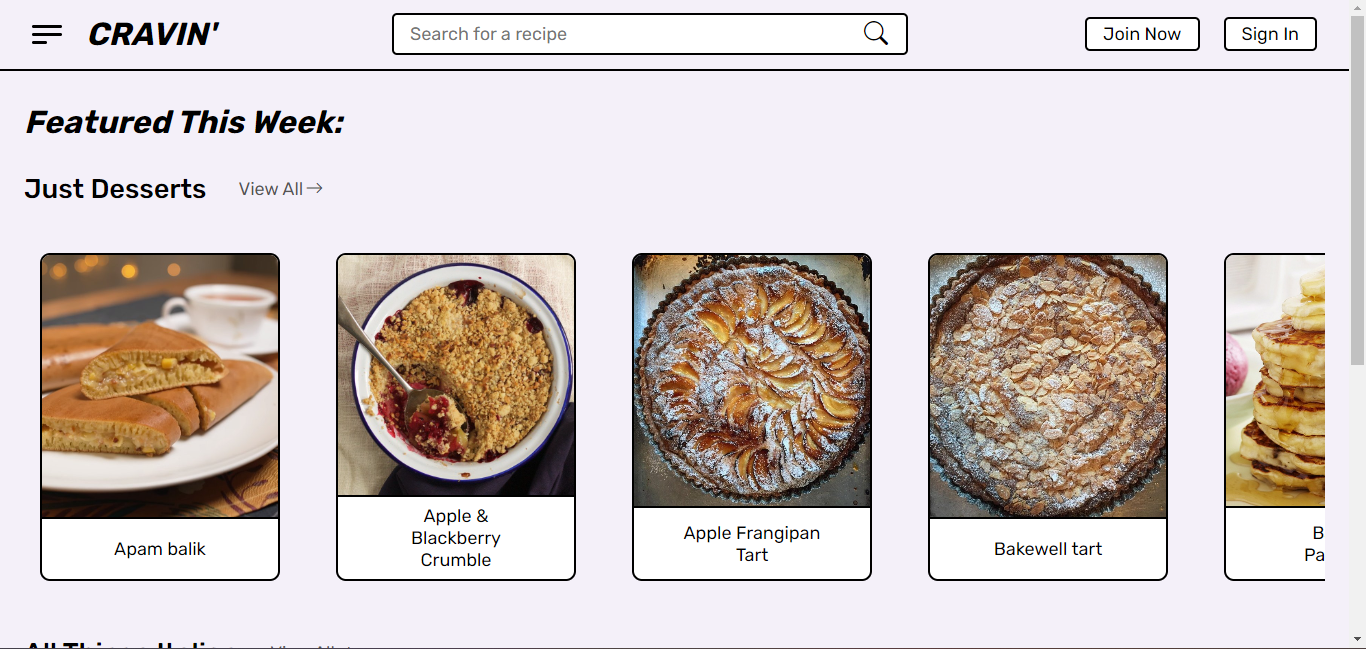 CRAVIN'
Search for a recipe
Join Now
Sign In
Featured This Week:
Just Desserts
View All
Apam balik
Apple &
Blackberry
Crumble
Apple Frangipan
Tart
Bakewell tart
B
Pa